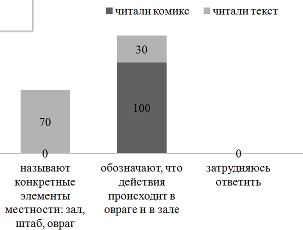 читали комикс читали текст
30
70
100
0 0
называют обозначают, что затрудняюсь
конкретные действия ответить
элементы происходит в
местности: зал, овраге и в зале
штаб, овраг